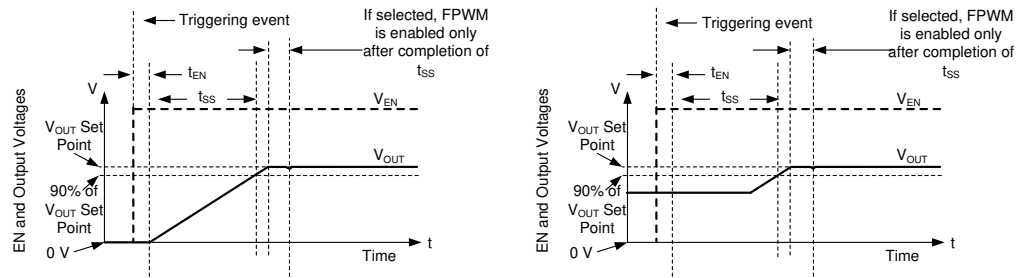 Triggering event
If selected, FPWM
is enabled only
after completion of
tSS
tEN
V
tSS
VEN
VOUT Set
Point
VOUT
90% of
VOUT Set
Point
0 V
t
Time
EN and Output Voltages
Triggering event
If selected, FPWM
is enabled only
after completion of
tSS
tEN
V
tSS
VEN
VOUT Set
Point
VOUT
90% of
VOUT Set
Point
0 V
t
Time
EN and Output Voltages